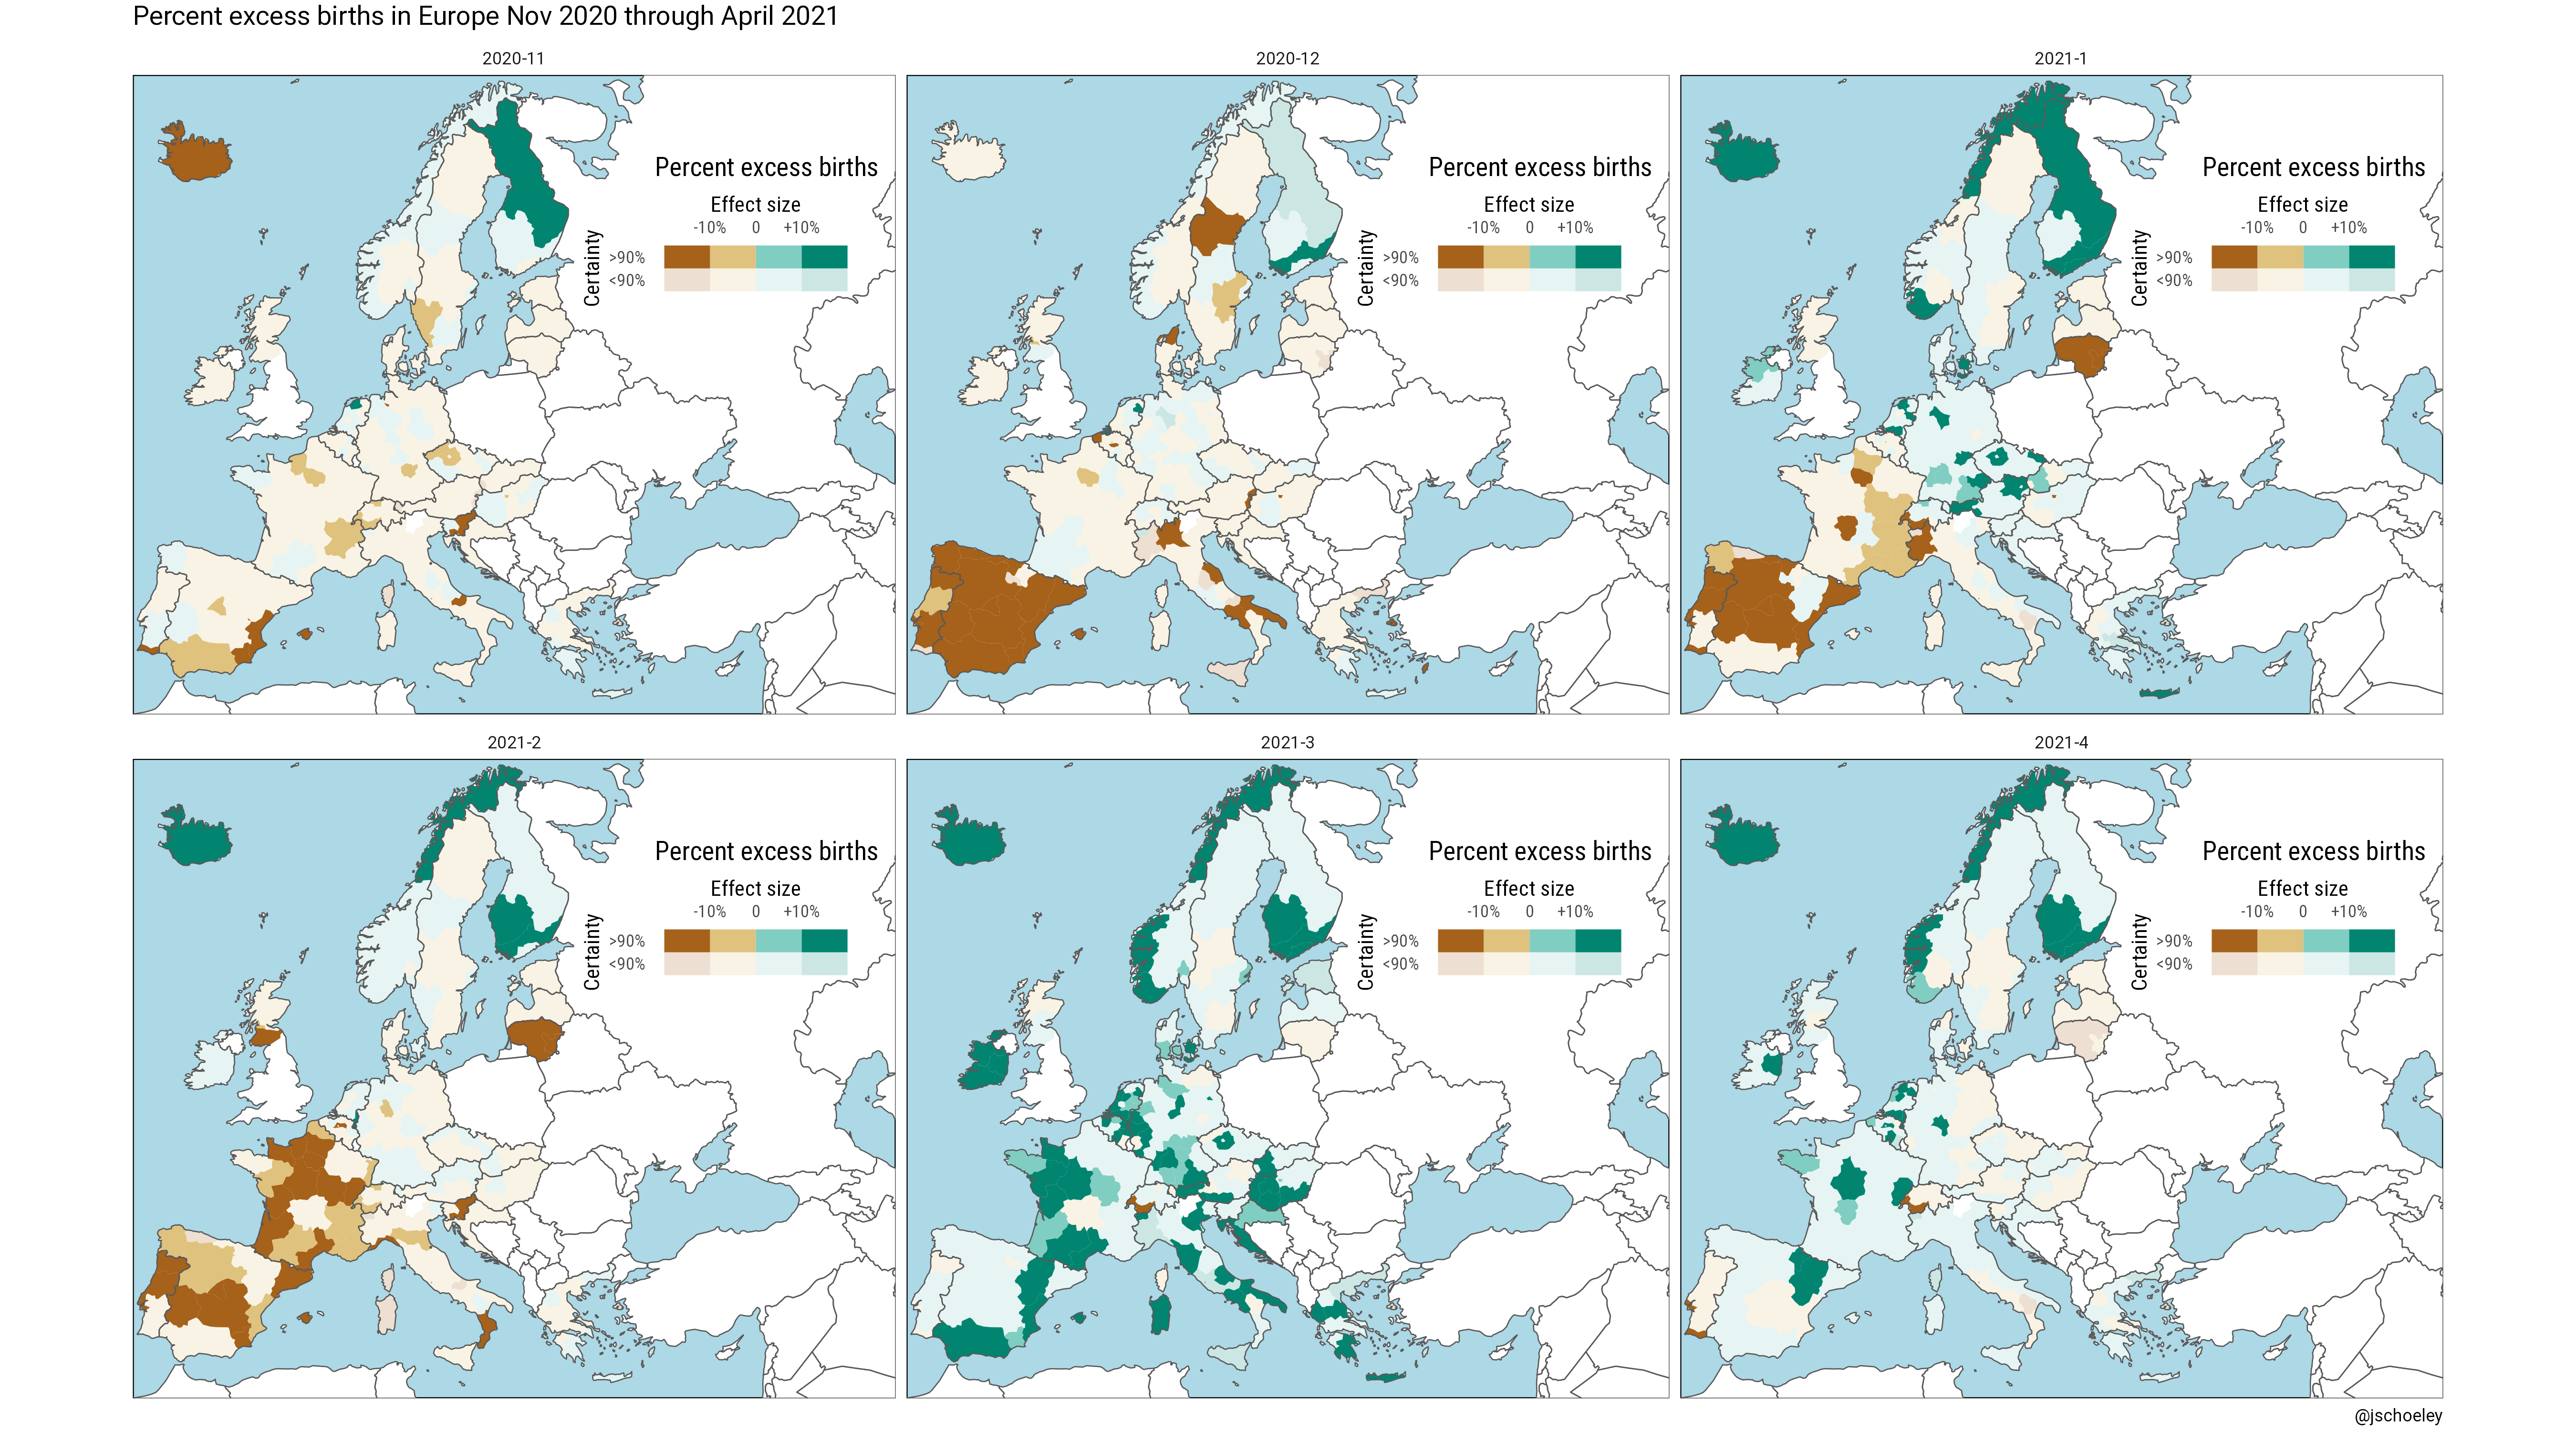 Percent excess births in Europe Nov 2020 through April 2021
2020-11
Percent excess births
Effect size
-10% 0 +10%
Certainty
>90%
<90%
2020-12
Percent excess births
Effect size
-10% 0 +10%
Certainty
>90%
<90%
2021-1
Percent excess births
Effect size
-10% 0 +10%
Certainty
>90%
<90%
2021-2
Percent excess births
Effect size
-10% 0 +10%
Certainty
>90%
<90%
2021-3
Percent excess births
Effect size
-10% 0 +10%
Certainty
>90%
<90%
2021-4
Percent excess births
Effect size
-10% 0 +10%
Certainty
>90%
<90%
@jschoeley